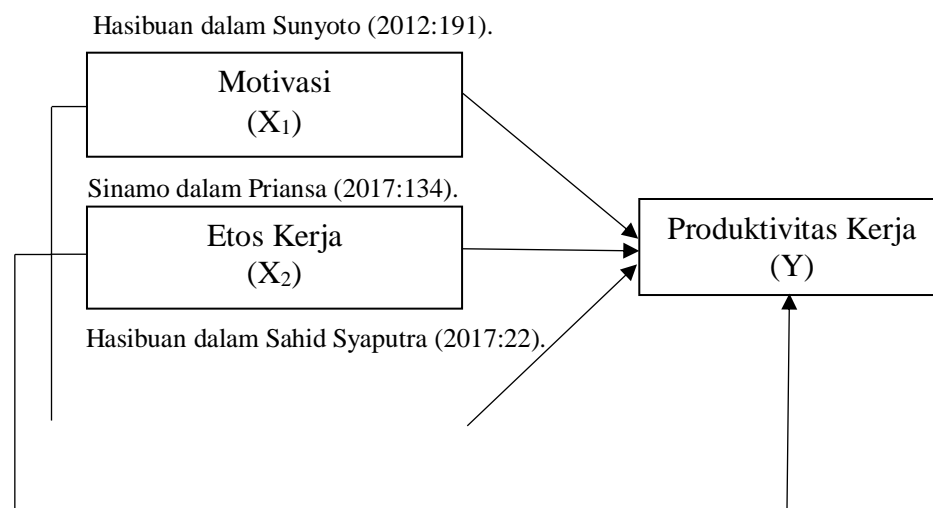 Hasibuan dalam Sunyoto (2012:191).
Motivasi
(X₁)
Sinamo dalam Priansa (2017:134).
Etos Kerja
(X₂)
Produktivitas Kerja
(Y)
Hasibuan dalam Sahid Syaputra (2017:22).